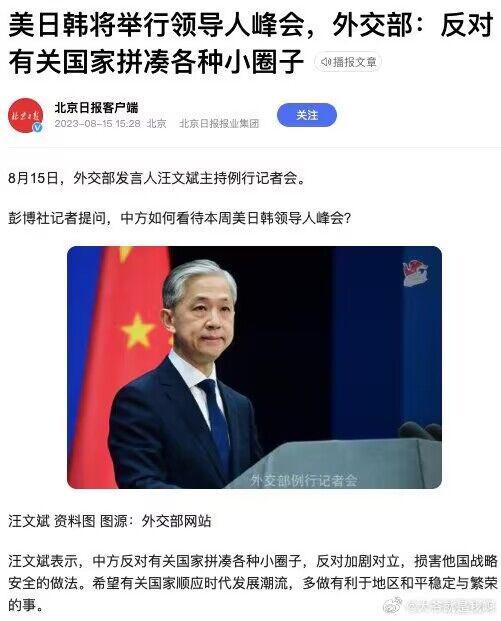 美日韩将举行领导人峰会，外交部：反对
有关国家拼凑各种小圈子
播报文章
北京日报
北京日报客户端
2023-08-15 15:28 北京 北京日报报业集团
关注
8月15日，外交部发言人汪文斌主持例行记者会。
彭博社记者提问，中方如何看待本周美日韩领导人峰会？
外交部例行记者会
汪文斌 资料图 图源：外交部网站
汪文斌表示，中方反对有关国家拼凑各种小圈子，反对加剧对立，损害他国战略
安全的做法。希望有关国家顺应时代发展潮流，多做有利于地区和平稳定与繁荣
的事。